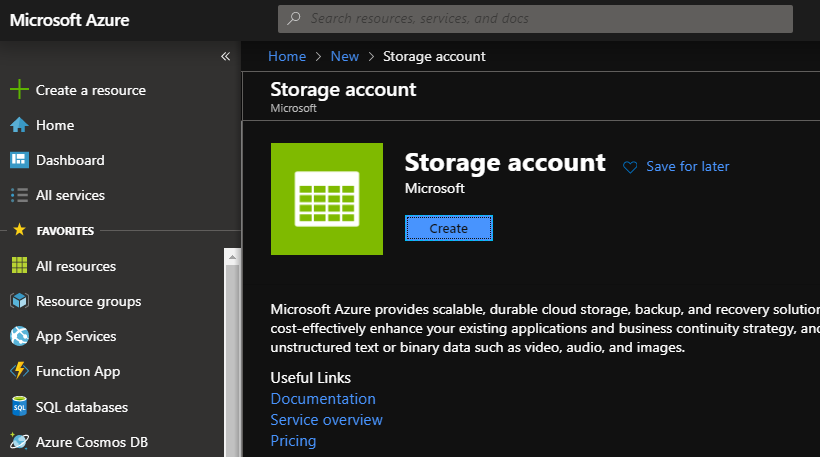 Microsoft Azure
Search resources, services, and docs
«
Create a resource
Home
Dashboard
All services
FAVORITES
All resources
Resource groups
App Services
Function App
SQL
SQL databases
Azure Cosmos DB
Home > New > Storage account
Storage account
Microsoft
Storage account
Save for later
Microsoft
Create
Microsoft Azure provides scalable, durable cloud storage, backup, and recovery solution
cost-effectively enhance your existing applications and business continuity strategy, and
unstructured text or binary data such as video, audio, and images.
Useful Links
Documentation
Service overview
Pricing